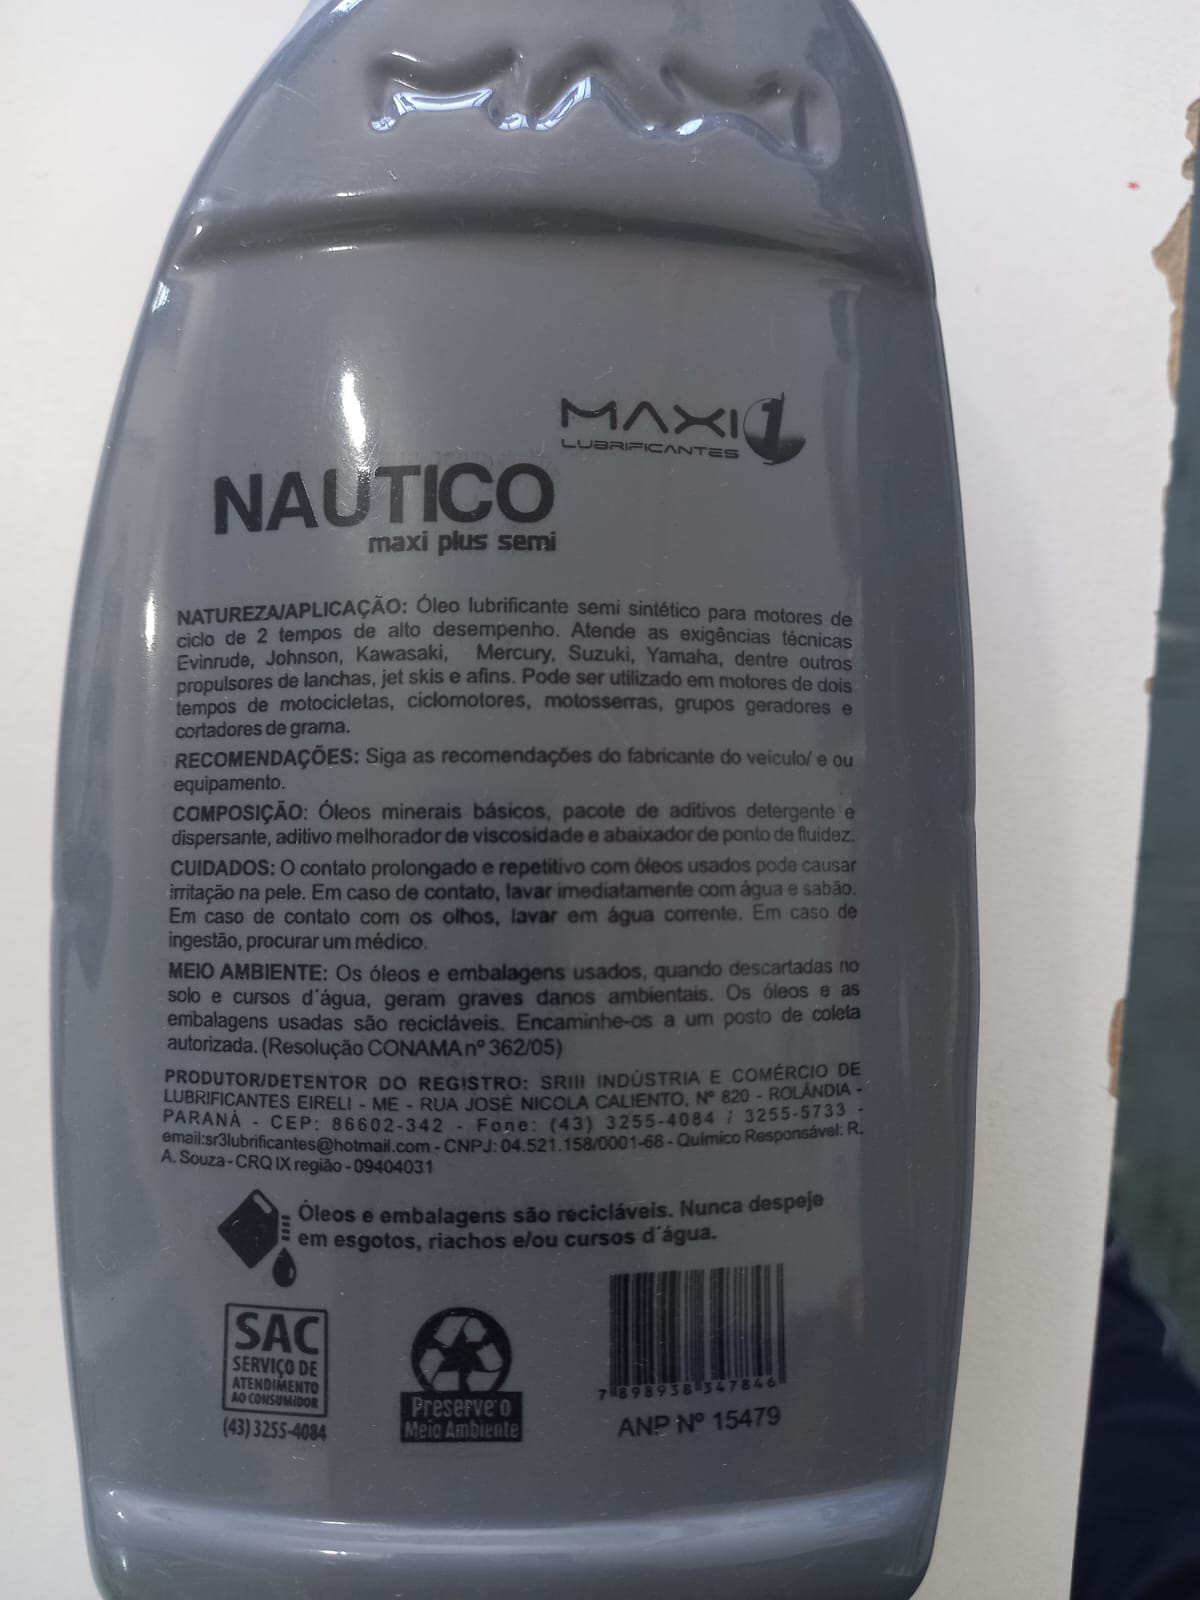 MAXI
MAXI 1
LUBRIFICANTES
NAUTICO
maxi plus semi
NATUREZA/APLICAÇÃO: Óleo lubrificante semi sintético para motores de
ciclo de 2 tempos de alto desempenho. Atende as exigências técnicas
Evinrude, Johnson, Kawasaki, Mercury, Suzuki, Yamaha, dentre outros
propulsores de lanchas, jet skis e afins. Pode ser utilizado em motores de dois
tempos de motocicletas, ciclomotores, motosserras, grupos geradores e
cortadores de grama.
RECOMENDAÇÕES: Siga as recomendações do fabricante do veículo/ e ou
equipamento.
COMPOSIÇÃO: Óleos minerais básicos, pacote de aditivos detergente e
dispersante, aditivo melhorador de viscosidade e abaixador de ponto de fluidez.
CUIDADOS: O contato prolongado e repetitivo com óleos usados pode causar
irritação na pele. Em caso de contato, lavar imediatamente com água e sabão.
Em caso de contato com os olhos, lavar em água corrente. Em caso de
ingestão, procurar um médico.
MEIO AMBIENTE: Os óleos e embalagens usados, quando descartadas no
solo e cursos d´água, geram graves danos ambientais. Os óleos e as
embalagens usadas são recicláveis. Encaminhe-os a um posto de coleta
autorizada. (Resolução CONAMA nº 362/05)
PRODUTOR/DETENTOR DO REGISTRO: SRIII INDÚSTRIA E COMÉRCIO DE
LUBRIFICANTES EIRELI - ME - RUA JOSÉ NICOLA CALIENTO, Nº 820 - ROLÂNDIA -
PARANÁ - CEP: 86602-342 - Fone: (43) 3255-4084 / 3255-5733 -
email:sr3lubrificantes@hotmail.com - CNPJ: 04.521.158/0001-68 - Químico Responsável: R.
A. Souza - CRQ IX região - 09404031
Óleos e embalagens são recicláveis. Nunca despeje
em esgotos, riachos e/ou cursos d´água.
SAC
SERVIÇO DE
ATENDIMENTO
AO CONSUMIDOR
(43) 3255-4084
Preserve o
Meio Ambiente
7 898938 347846
ANP Nº 15479